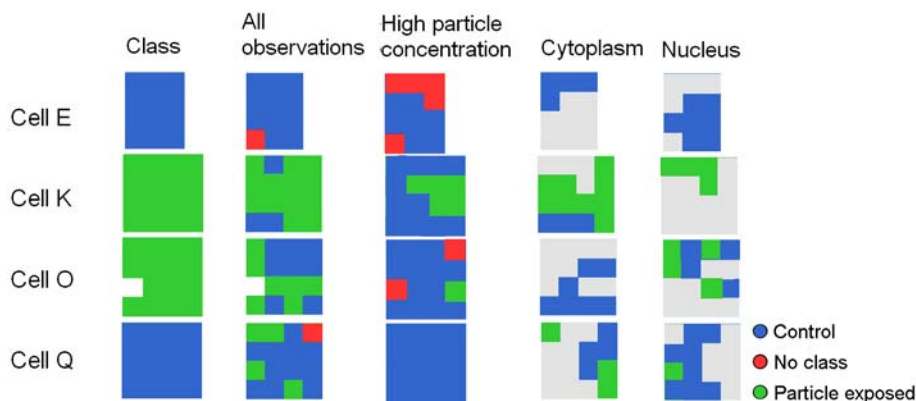 Class
All
observations
High particle
concentration
Cytoplasm
Nucleus
Cell E
Cell K
Cell O
Cell Q
Control
No class
Particle exposed